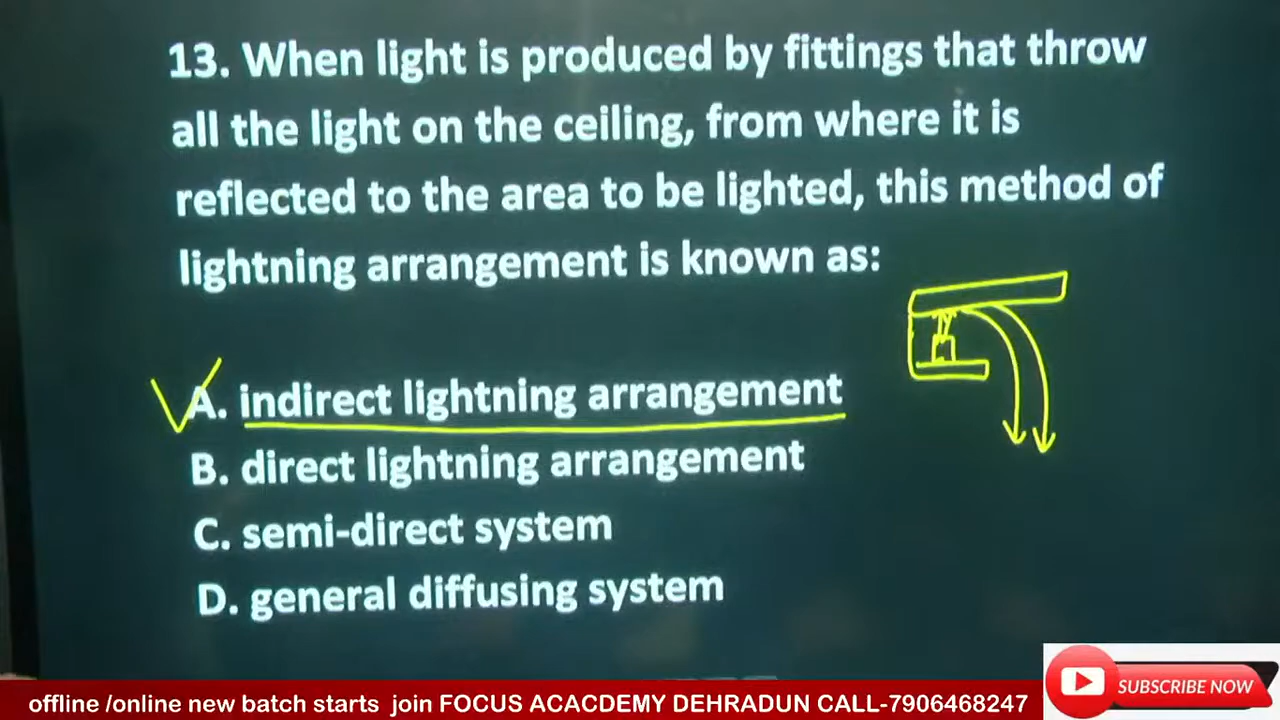 13. When light is produced by fittings that throw
all the light on the ceiling, from where it is
reflected to the area to be lighted, this method of
lightning arrangement is known as:
A. indirect lightning arrangement
B. direct lightning arrangement
C. semi-direct system
D. general diffusing system
SUBSCRIBE NOW
offline /online new batch starts join FOCUS ACACDEMY DEHRADUN CALL-7906468247